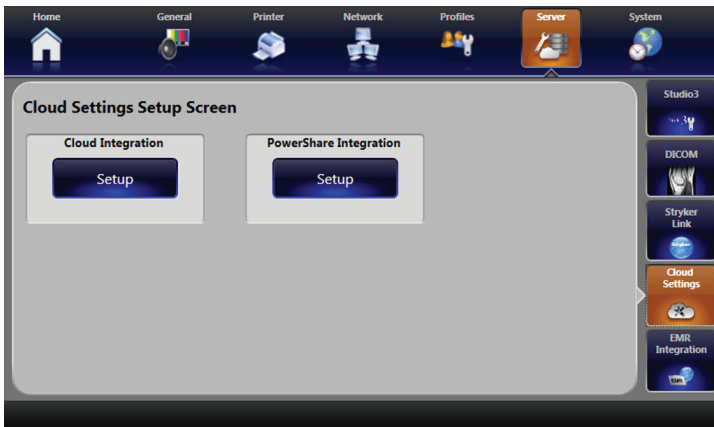 Home General Printer Network Profiles Server System
Cloud Settings Setup Screen
Cloud Integration PowerShare Integration
Setup Setup
Studio3
DICOM
Stryker
Link
Cloud
Settings
EMR
Integration
EMR